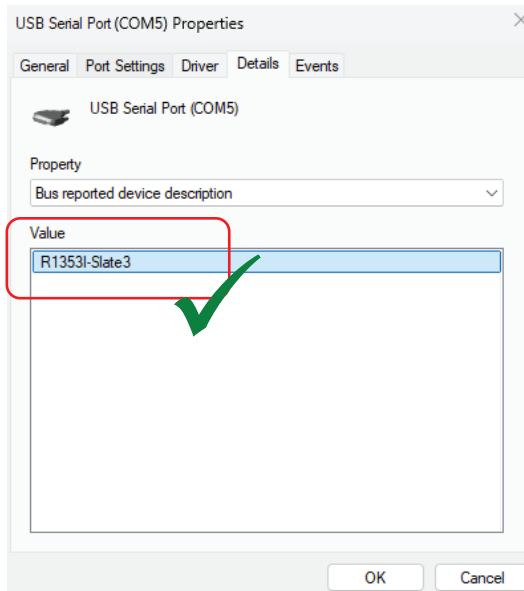 USB Serial Port (COM5) Properties
General Port Settings Driver Details Events
USB Serial Port (COM5)
Property
Bus reported device description
Value
R1353I-Slate3
OK Cancel